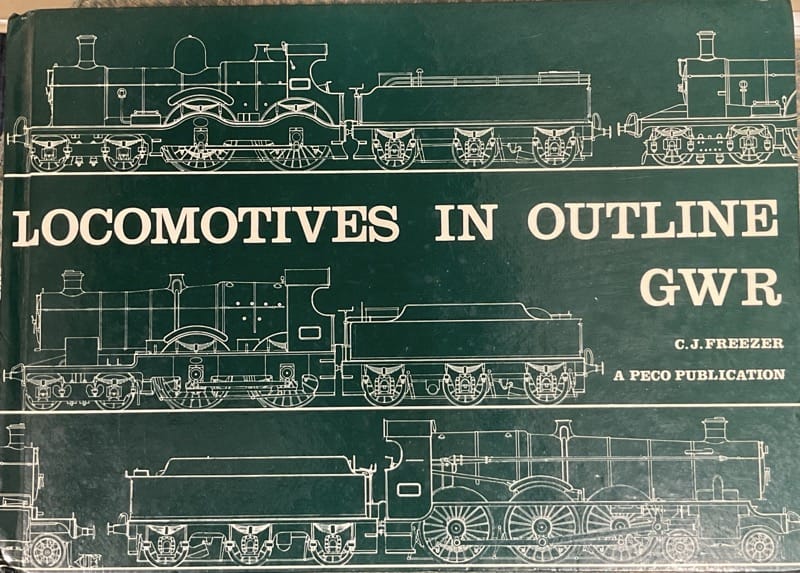 LOCOMOTIVES IN OUTLINE
GWR
C.J. FREEZER
A PECO PUBLICATION